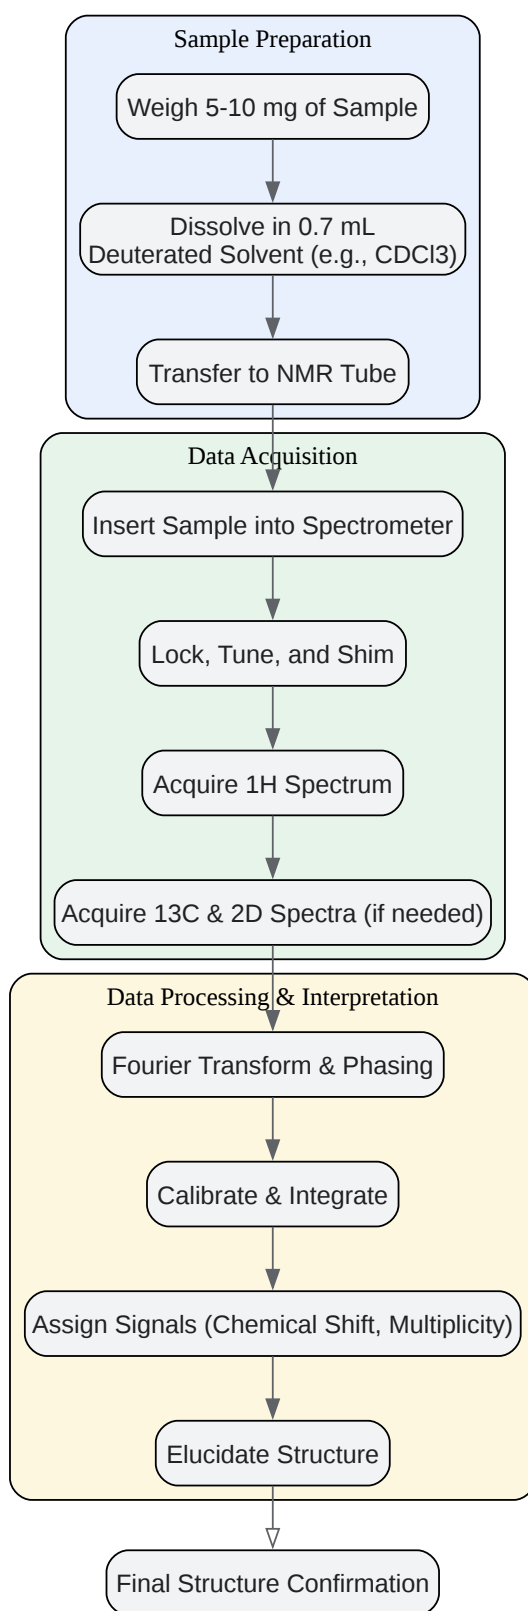 Sample Preparation
Weigh 5-10 mg of Sample
Dissolve in 0.7 mL
Deuterated Solvent (e.g., CDCl3)
Transfer to NMR Tube
Data Acquisition
Insert Sample into Spectrometer
Lock, Tune, and Shim
Acquire 1H Spectrum
Acquire 13C & 2D Spectra (if needed)
Data Processing & Interpretation
Fourier Transform & Phasing
Calibrate & Integrate
Assign Signals (Chemical Shift, Multiplicity)
Elucidate Structure
Final Structure Confirmation